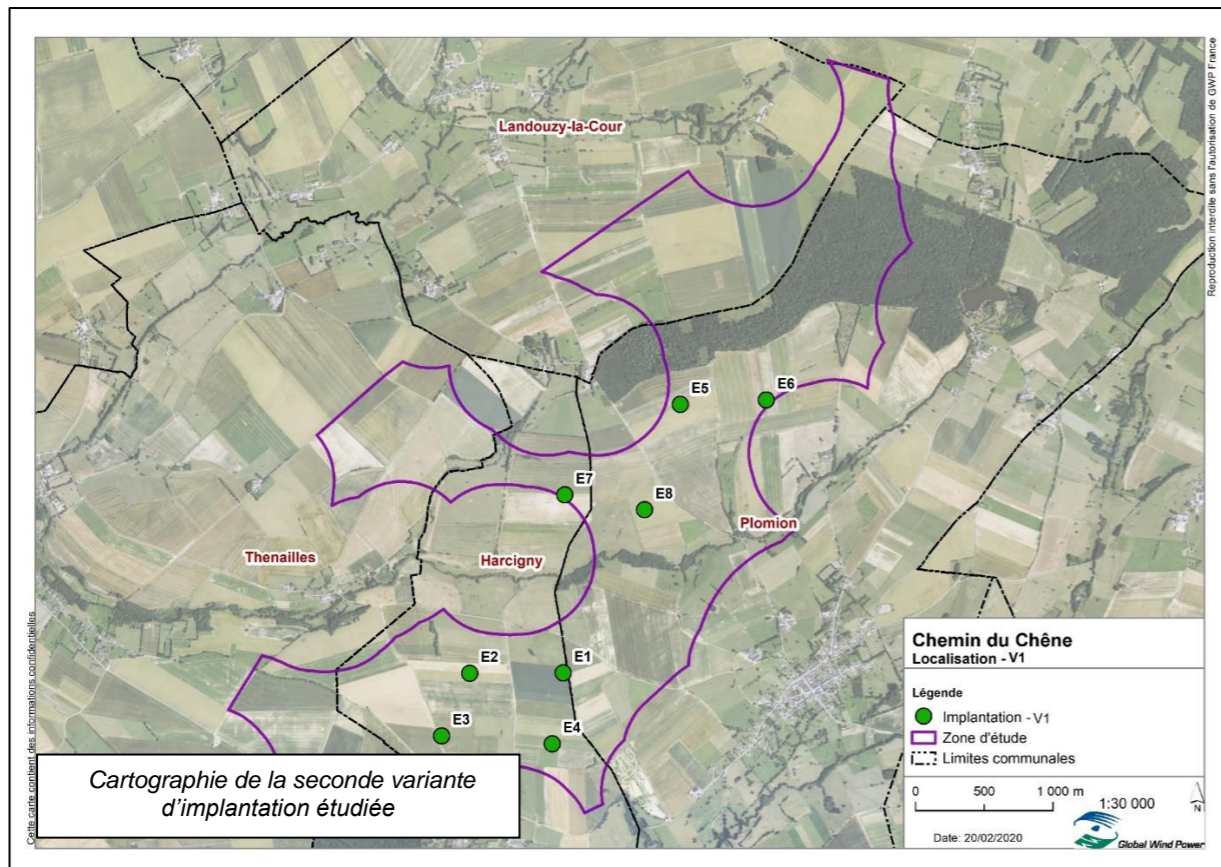 Landouzy-la-Cour
E5
E6
E7
E8
Plomion
Thenailles
Harcigny
E2
E1
E3
E4
Cartographie de la seconde variante
d'implantation étudiée
Chemin du Chêne
Localisation - V1
Légende
Implantation - V1
Zone d'étude
Limites communales
0 500 1 000 m
1:30 000
N
Date: 20/02/2020
Global Wind Power
Cette carte contient des informations confidentielles
Reproduction interdite sans l'autorisation de GWP France